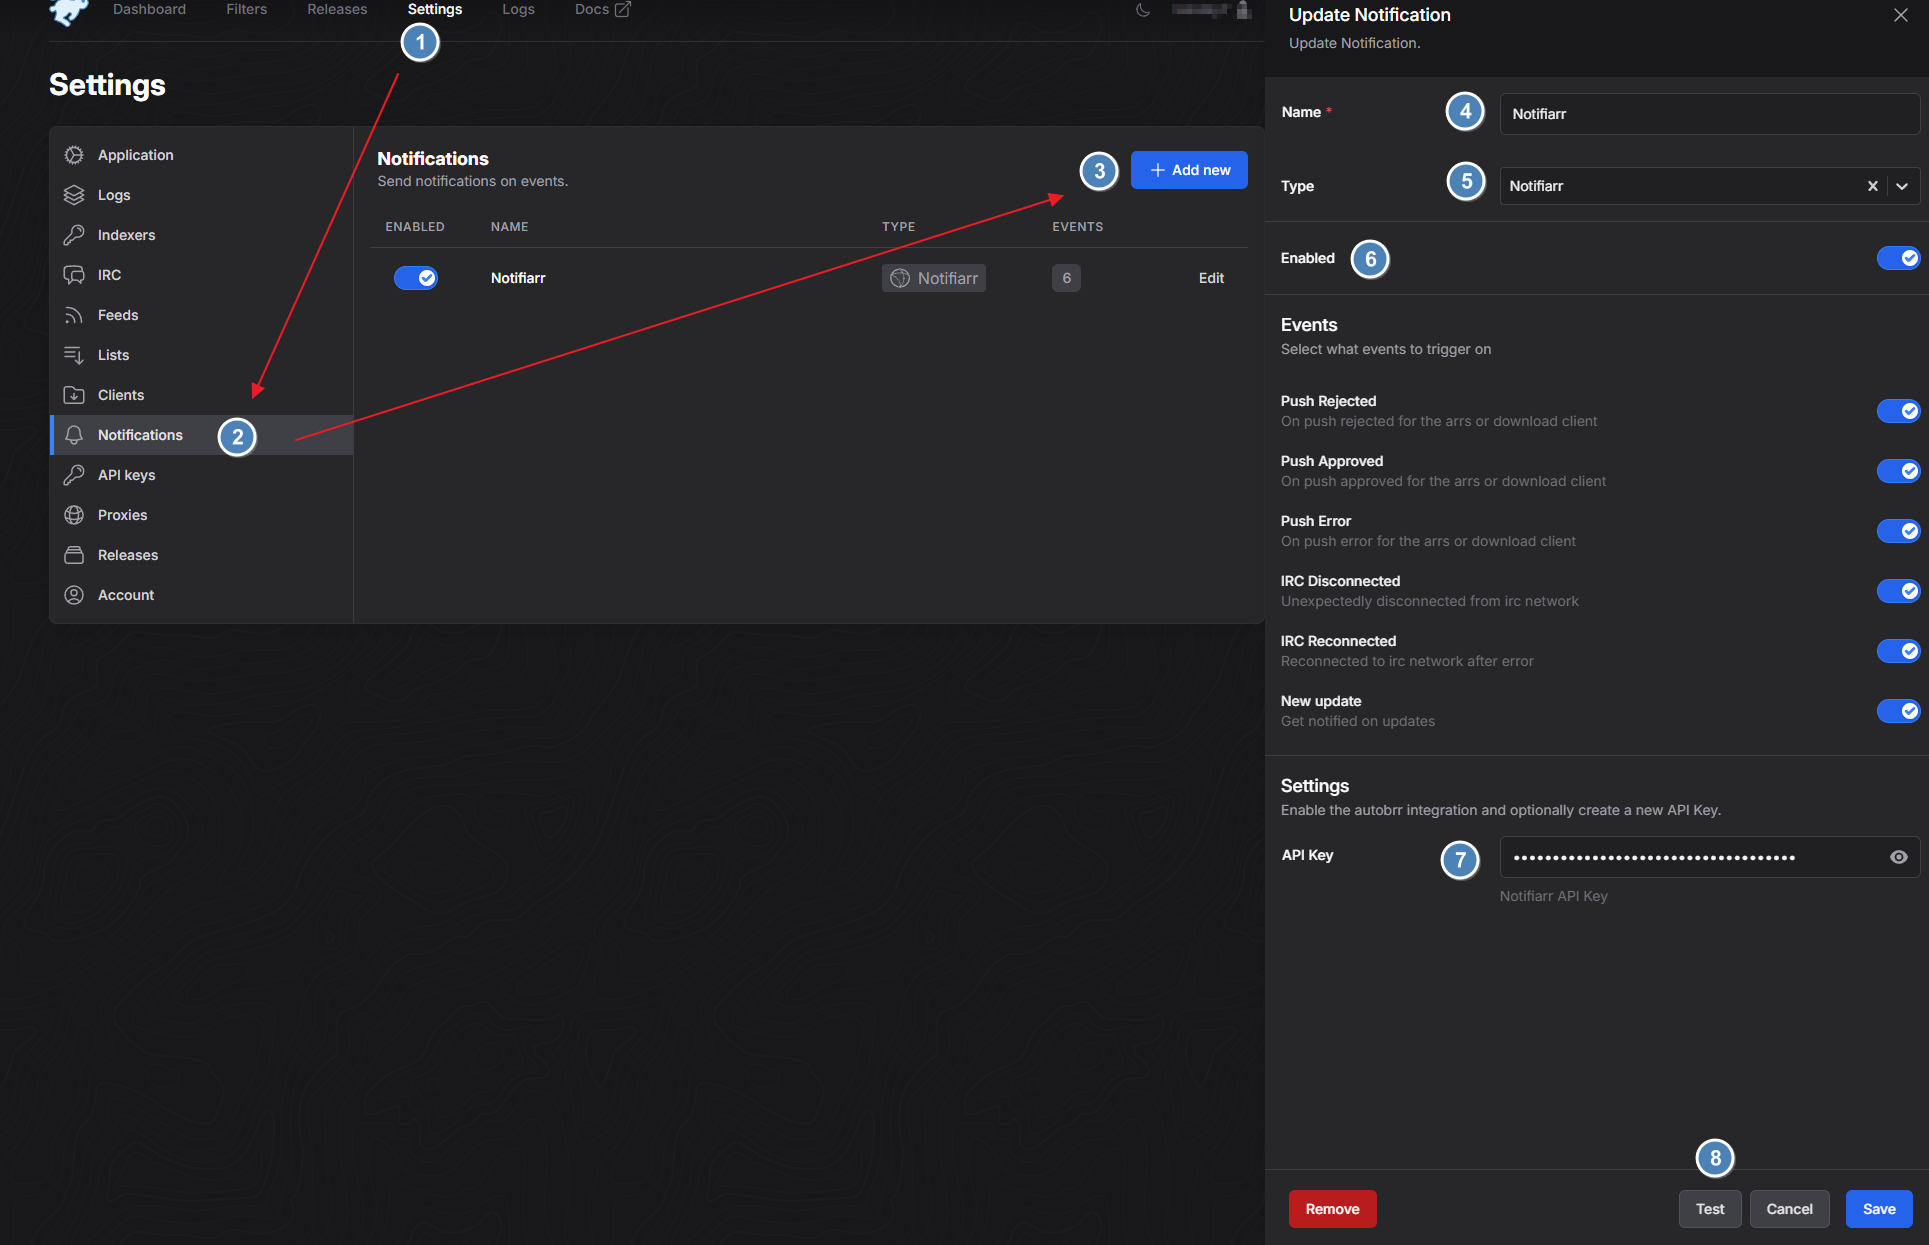 Dashboard Filters Releases Settings Logs Docs
1
Settings
Application
Logs
Indexers
IRC
Feeds
Lists
Clients
Notifications 2
API keys
Proxies
Releases
Account
Notifications
Send notifications on events.
3 + Add new
ENABLED NAME TYPE EVENTS
Notifiarr Notifiarr 6 Edit
Update Notification
Update Notification.
Name * 4 Notifiarr
Type 5 Notifiarr
Enabled 6
Events
Select what events to trigger on
Push Rejected
On push rejected for the arrs or download client
Push Approved
On push approved for the arrs or download client
Push Error
On push error for the arrs or download client
IRC Disconnected
Unexpectedly disconnected from irc network
IRC Reconnected
Reconnected to irc network after error
New update
Get notified on updates
Settings
Enable the autobrr integration and optionally create a new API Key.
API Key 7 ••••••••••••••••••••••••••••••••••••
Notifiarr API Key
8
Remove Test Cancel Save